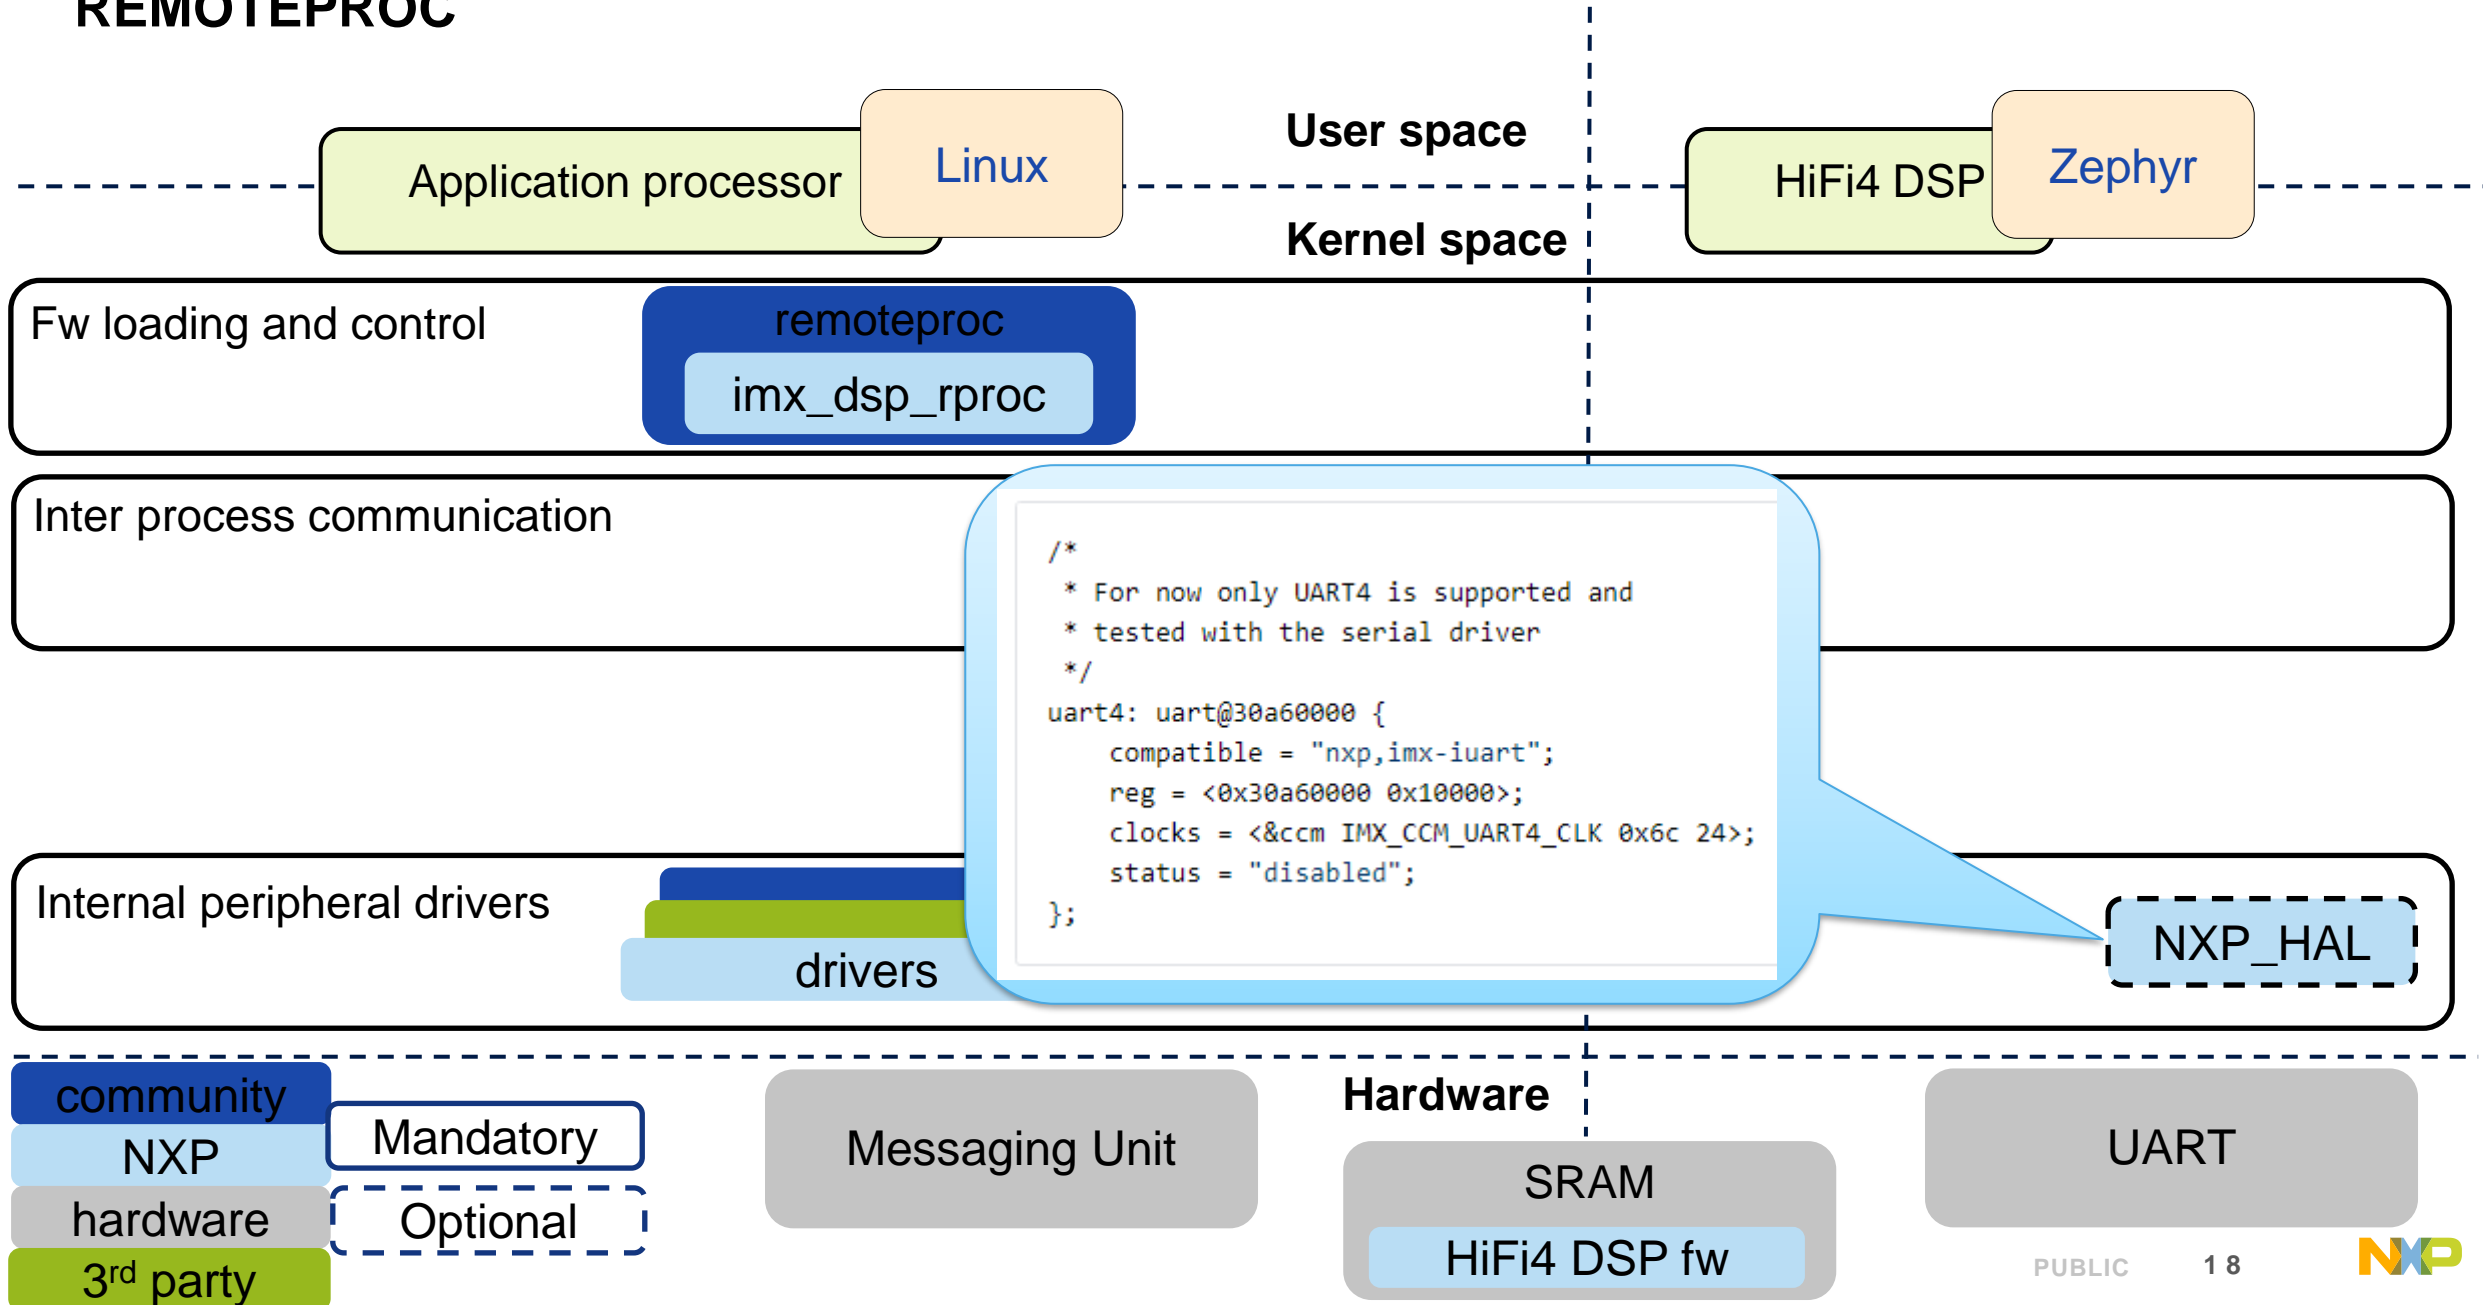 REMOTEPROC
User space
Application processor
Linux
HiFi4 DSP
Zephyr
Kernel space
Fw loading and control
remoteproc
imx_dsp_rproc
Inter process communication
/*
* For now only UART4 is supported and
* tested with the serial driver
*/
uart4: uart@30a60000 {
compatible = "nxp,imx-iuart";
reg = <0x30a60000 0x10000>;
clocks = <&ccm IMX_CCM_UART4_CLK 0x6c 24>;
status = "disabled";
};
Internal peripheral drivers
drivers
NXP_HAL
community
NXP
hardware
3rd party
Mandatory
Optional
Messaging Unit
Hardware
SRAM
HiFi4 DSP fw
UART
PUBLIC
18
NXP